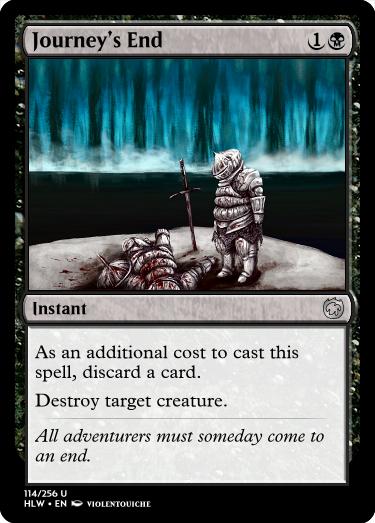 Journey's End 1
Instant
As an additional cost to cast this
spell, discard a card.
Destroy target creature.
All adventurers must someday come to
an end.
114/256 U
HLW • EN VIOLENTOUICHE